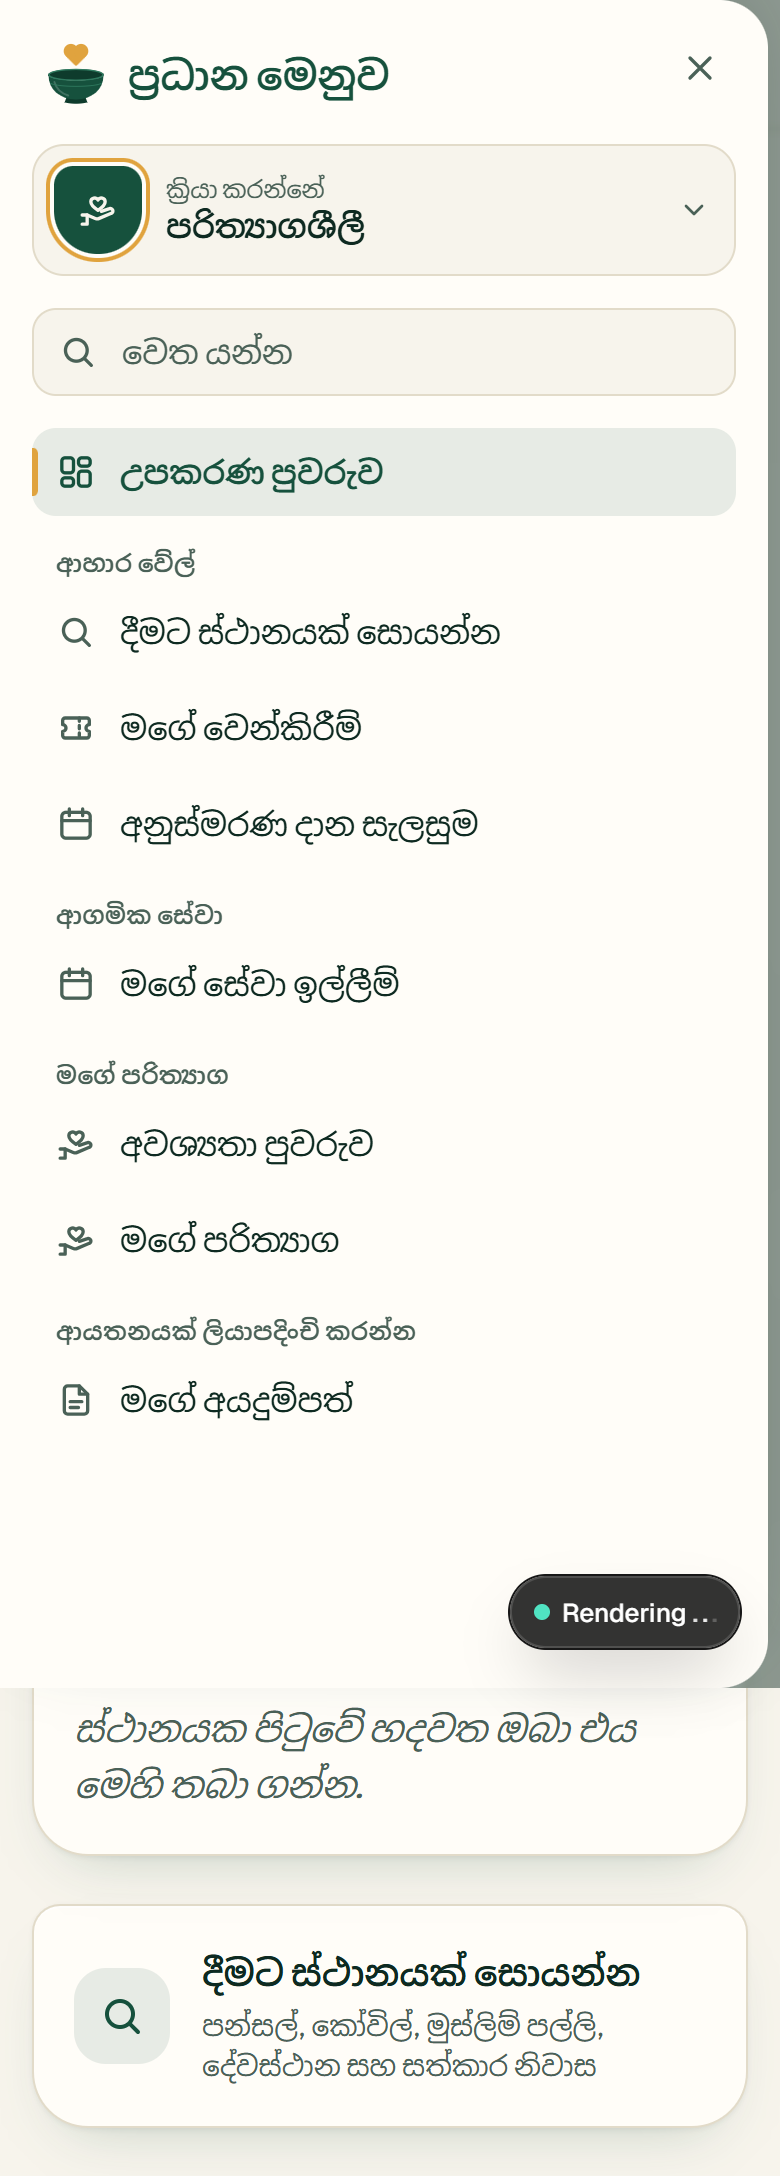 ප්‍රධාන මෙනුව
ක්‍රියා කරන්නේ
පරිත්‍යාගශීලී
වෙත යන්න
උපකරණ පුවරුව
ආහාර වේල්
දීමට ස්ථානයක් සොයන්න
මගේ වෙන්කිරීම්
අනුස්මරණ දාන සැලසුම
ආගමික සේවා
මගේ සේවා ඉල්ලීම්
මගේ පරිත්‍යාග
අවශ්‍යතා පුවරුව
මගේ පරිත්‍යාග
ආයතනයක් ලියාපදිංචි කරන්න
මගේ අයදුම්පත්
Rendering ...
ස්ථානයක පිටුවේ හදවත ඔබා එය
මෙහි තබා ගන්න.
දීමට ස්ථානයක් සොයන්න
පන්සල්, කෝවිල්, මුස්ලිම් පල්ලි,
දේවස්ථාන සහ සත්කාර නිවාස